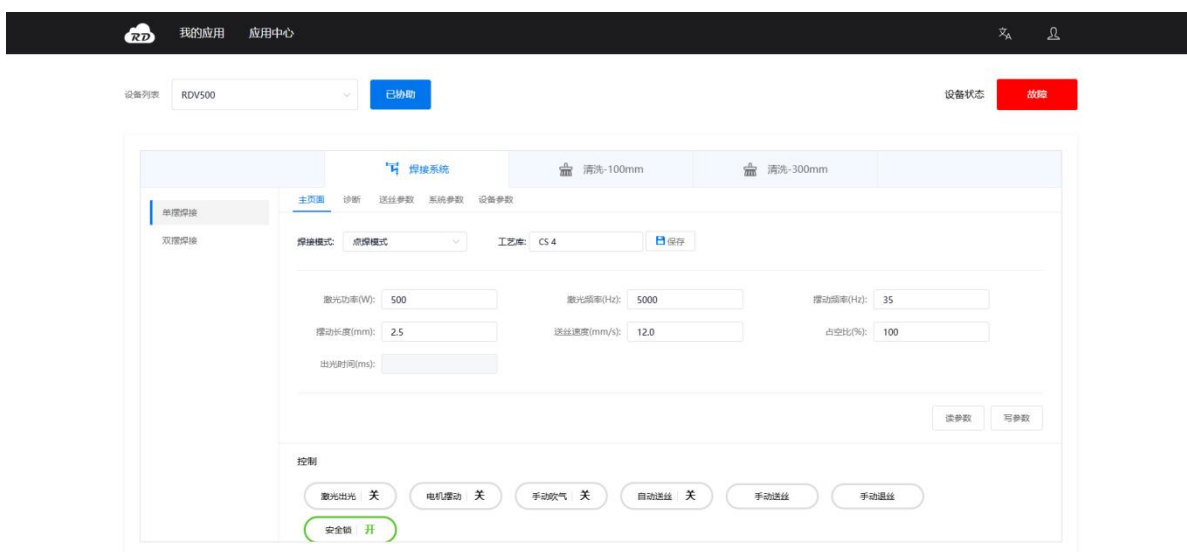 RD 我的应用 应用中心 文A
设备列表 RDV500 已协助 设备状态 故障
焊接系统 清洗-100mm 清洗-300mm
单摆焊接
双摆焊接
主页面 诊断 送丝参数 系统参数 设备参数
焊接模式: 点焊模式 工艺库: CS 4 保存
激光功率(W): 500 激光频率(Hz): 5000 摆动频率(Hz): 35
摆动长度(mm): 2.5 送丝速度(mm/s): 12.0 占空比(%): 100
出光时间(ms):
读参数 写参数
控制
激光出光 关 电机摆动 关 手动吹气 关 自动送丝 关 手动送丝 手动退丝
安全锁 开